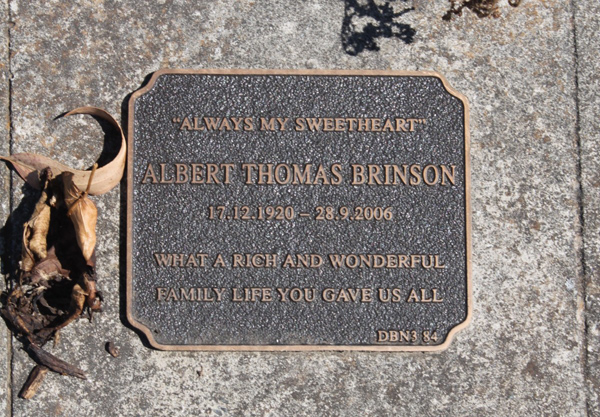 "ALWAYS MY SWEETHEART"
ALBERT THOMAS BRINSON
17.12.1920 – 28.9.2006
WHAT A RICH AND WONDERFUL
FAMILY LIFE YOU GAVE US ALL
DBN3 84